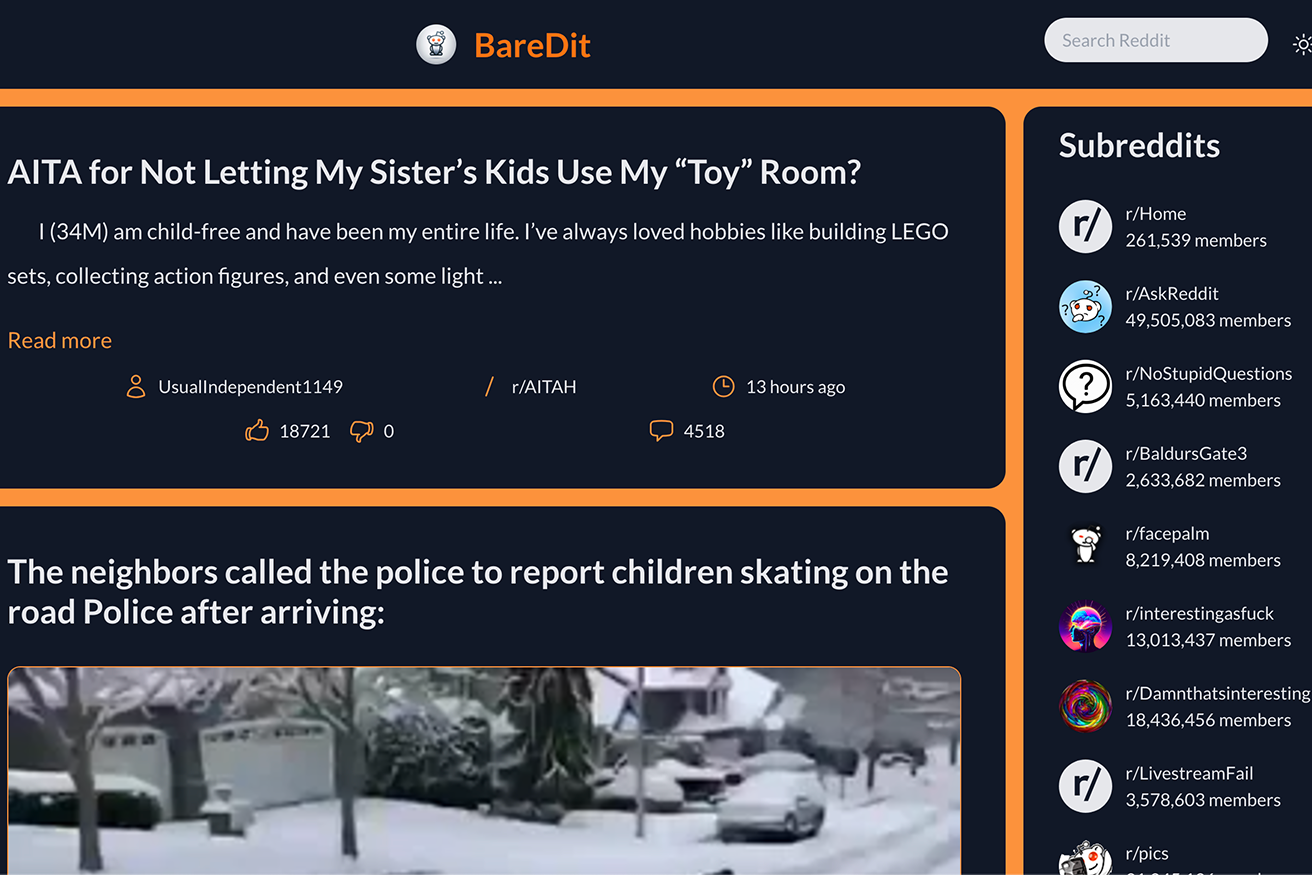 BareDit
Search Reddit
AITA for Not Letting My Sister’s Kids Use My “Toy” Room?
I (34M) am child-free and have been my entire life. I’ve always loved hobbies like building LEGO
sets, collecting action figures, and even some light ...
Read more
UsualIndependent1149
/ r/AITAH
13 hours ago
18721
0
4518
The neighbors called the police to report children skating on the
road Police after arriving:
Subreddits
r/
r/Home
261,539 members
r/AskReddit
49,505,083 members
r/NoStupidQuestions
5,163,440 members
r/
r/BaldursGate3
2,633,682 members
r/facepalm
8,219,408 members
r/interestingasfuck
13,013,437 members
r/Damnthatsinteresting
18,436,456 members
r/
r/LivestreamFail
3,578,603 members
r/pics